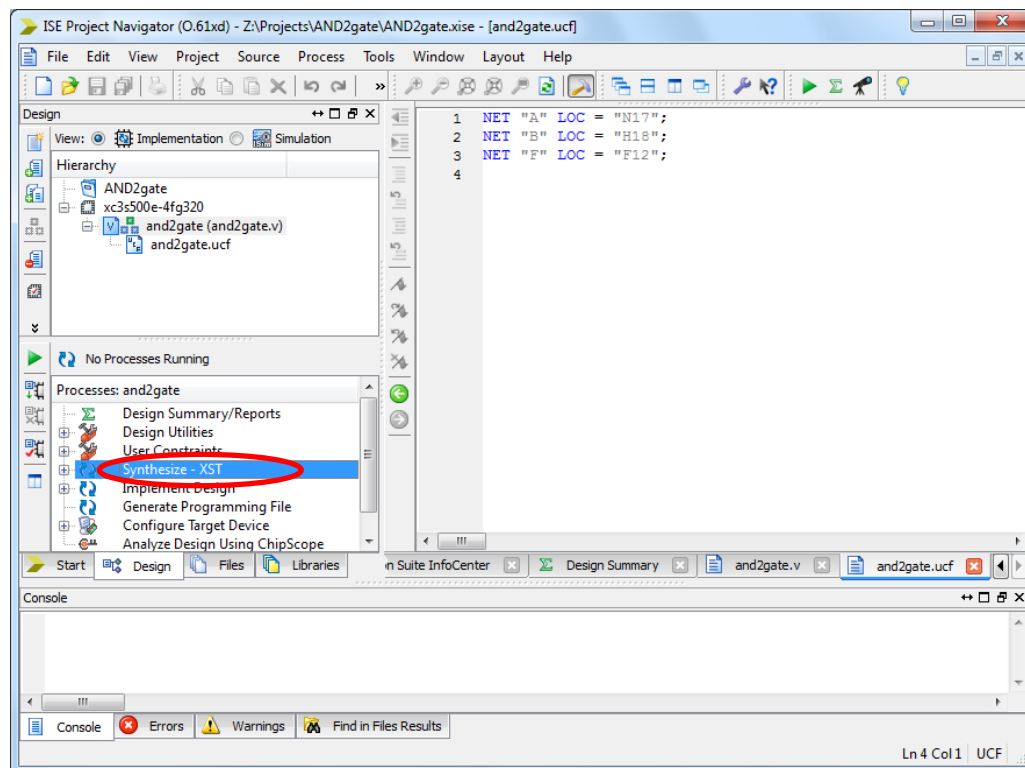 ISE Project Navigator (O.61xd) - Z:\Projects\AND2gate\AND2gate.xise - [and2gate.ucf]
File Edit View Project Source Process Tools Window Layout Help
»
Design
View: Implementation Simulation
Hierarchy
AND2gate
xc3s500e-4fg320
and2gate (and2gate.v)
and2gate.ucf
No Processes Running
Processes: and2gate
Design Summary/Reports
Design Utilities
User Constraints
Synthesize - XST
Implement Design
Generate Programming File
Configure Target Device
Analyze Design Using ChipScope
1 NET "A" LOC = "N17";
2 NET "B" LOC = "H18";
3 NET "F" LOC = "F12";
4
Start Design Files Libraries
n Suite InfoCenter Design Summary and2gate.v and2gate.ucf
Console
Console Errors Warnings Find in Files Results
Ln 4 Col 1 UCF